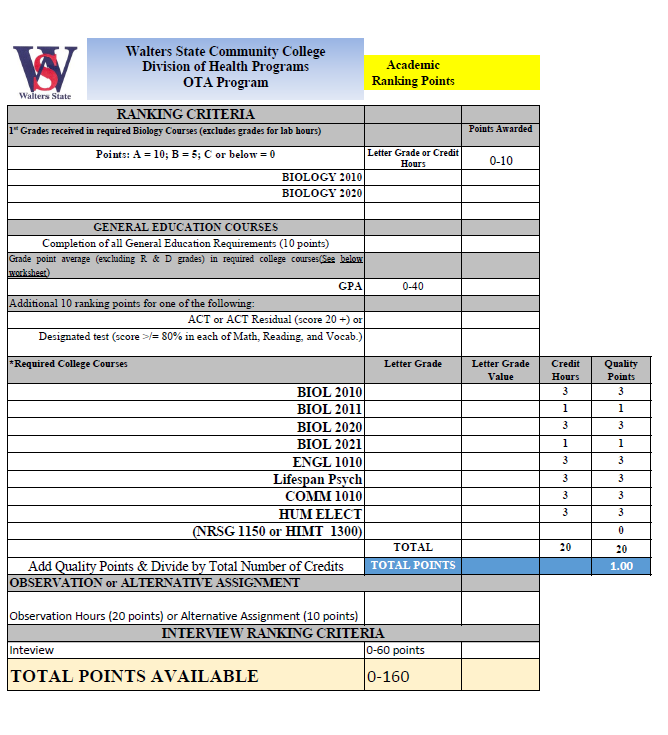 Walters State Community College
Division of Health Programs
OTA Program
Academic
Ranking Points
WS
Walters State
RANKING CRITERIA
1st Grades received in required Biology Courses (excludes grades for lab hours)
Points Awarded
Points: A = 10; B = 5; C or below = 0
Letter Grade or Credit
Hours
0-10
BIOLOGY 2010
BIOLOGY 2020
GENERAL EDUCATION COURSES
Completion of all General Education Requirements (10 points)
Grade point average (excluding R & D grades) in required college courses(See below
worksheet)
GPA 0-40
Additional 10 ranking points for one of the following:
ACT or ACT Residual (score 20 +) or
Designated test (score >/= 80% in each of Math, Reading, and Vocab.)
*Required College Courses Letter Grade Letter Grade Value Credit Hours Quality Points
BIOL 2010 3 3
BIOL 2011 1 1
BIOL 2020 3 3
BIOL 2021 1 1
ENGL 1010 3 3
Lifespan Psych 3 3
COMM 1010 3 3
HUM ELECT 3 3
(NRSG 1150 or HIMT 1300) 0
TOTAL 20 20
Add Quality Points & Divide by Total Number of Credits TOTAL POINTS 1.00
OBSERVATION or ALTERNATIVE ASSIGNMENT
Observation Hours (20 points) or Alternative Assignment (10 points)
INTERVIEW RANKING CRITERIA
Inteview 0-60 points
TOTAL POINTS AVAILABLE 0-160